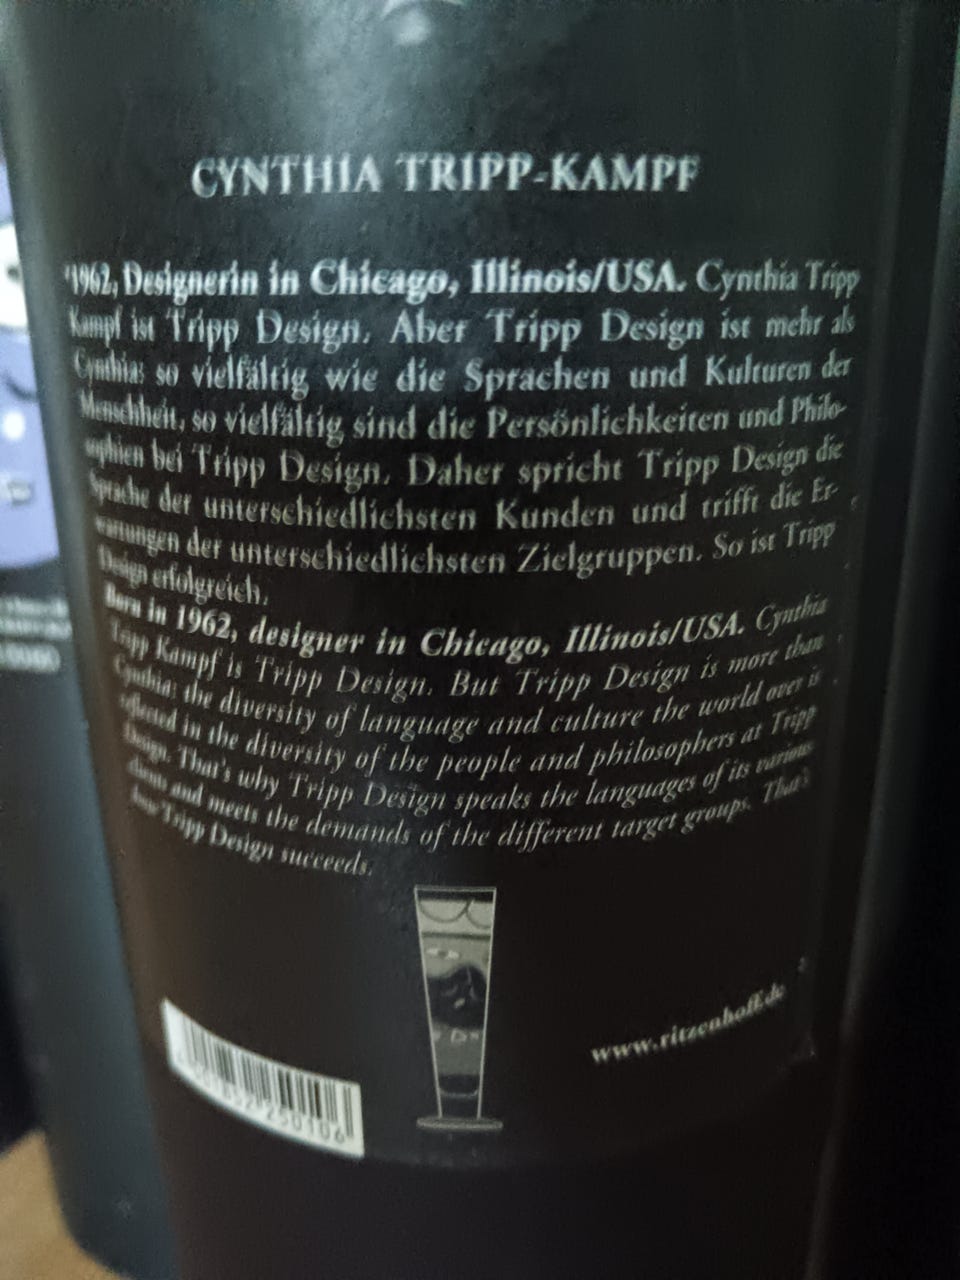 CYNTHIA TRIPP-KAMPF
*1962, Designerin in Chicago, Illinois/USA. Cynthia Tripp
Kampf ist Tripp Design. Aber Tripp Design ist mehr als
Cynthia: so vielfältig wie die Sprachen und Kulturen der
Menschheit, so vielfältig sind die Persönlichkeiten und Philo-
sophien bei Tripp Design. Daher spricht Tripp Design die
Sprache der unterschiedlichsten Kunden und trifft die Er-
wartungen der unterschiedlichsten Zielgruppen. So ist Tripp
Design erfolgreich.
Born in 1962, designer in Chicago, Illinois/USA. Cynthia
Tripp Kampf is Tripp Design. But Tripp Design is more than
Cynthia: the diversity of language and culture the world over is
reflected in the diversity of the people and philosophers at Tripp
Design. That's why Tripp Design speaks the languages of its various
clients and meets the demands of the different target groups. That's
how Tripp Design succeeds.
www.ritzenhoff.de